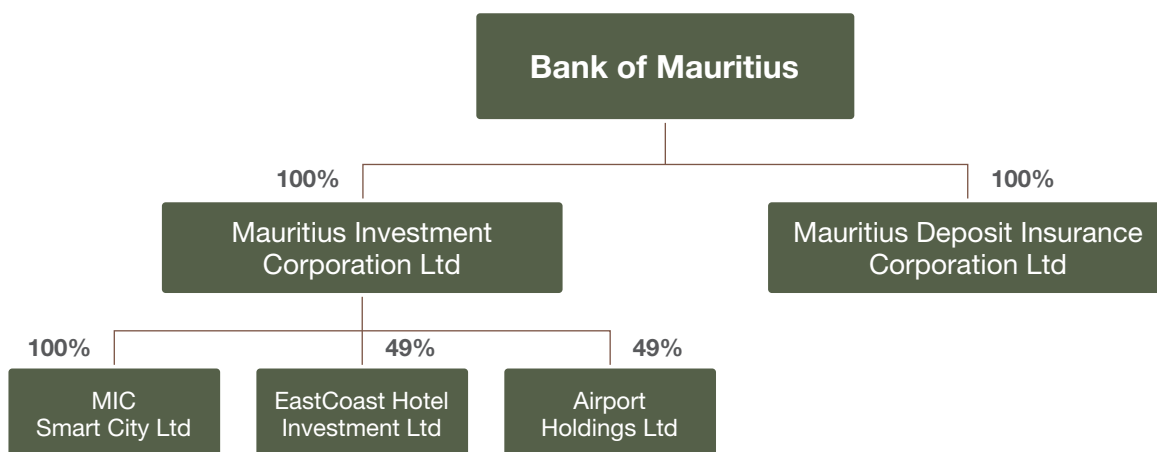 Bank of Mauritius
100%
100%
Mauritius Investment
Corporation Ltd
Mauritius Deposit Insurance
Corporation Ltd
100%
49%
49%
MIC
Smart City Ltd
EastCoast Hotel
Investment Ltd
Airport
Holdings Ltd